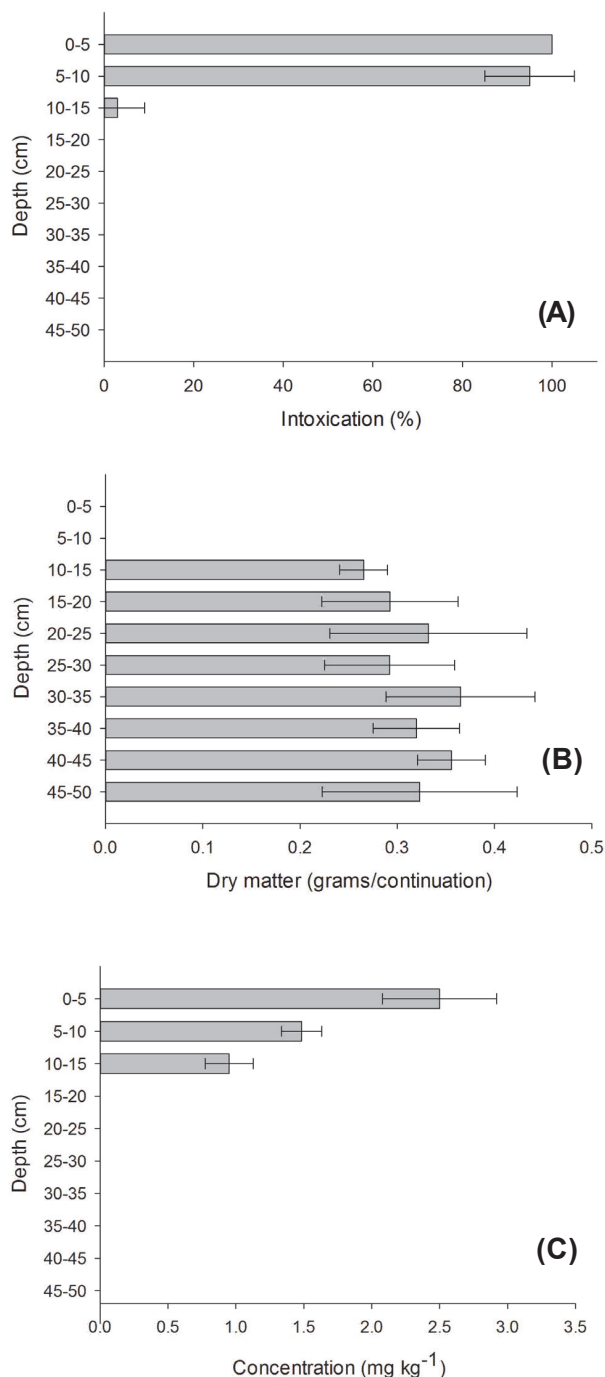 0-5
5-10
10-15
15-20
20-25
25-30
30-35
35-40
40-45
45-50
Depth (cm)
(A)
0 20 40 60 80 100
Intoxication (%)
0-5
5-10
10-15
15-20
20-25
25-30
30-35
35-40
40-45
45-50
Depth (cm)
(B)
0.0 0.1 0.2 0.3 0.4 0.5
Dry matter (grams/continuation)
0-5
5-10
10-15
15-20
20-25
25-30
30-35
35-40
40-45
45-50
Depth (cm)
(C)
0.0 0.5 1.0 1.5 2.0 2.5 3.0 3.5
Concentration (mg kg⁻¹)